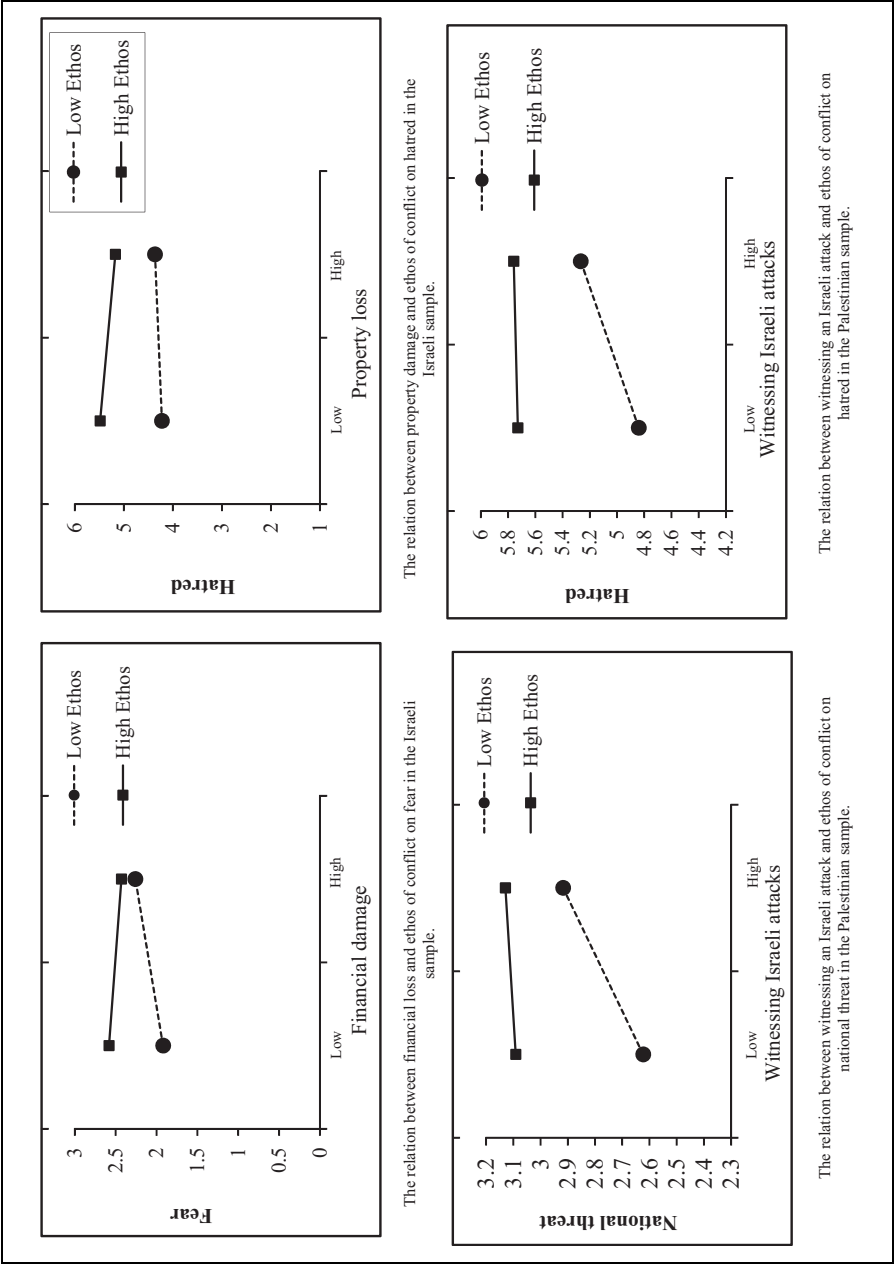 3
2.5
2
1.5
1
0.5
0
Fear
Low
High
Financial damage
Low Ethos
High Ethos
The relation between financial loss and ethos of conflict on fear in the Israeli
sample.
6
5
4
3
2
1
Hatred
Low
High
Property loss
Low Ethos
High Ethos
The relation between property damage and ethos of conflict on hatred in the
Israeli sample.
3.2
3.1
3
2.9
2.8
2.7
2.6
2.5
2.4
2.3
National threat
Low
High
Witnessing Israeli attacks
Low Ethos
High Ethos
The relation between witnessing an Israeli attack and ethos of conflict on
national threat in the Palestinian sample.
6
5.8
5.6
5.4
5.2
5
4.8
4.6
4.4
4.2
Hatred
Low
High
Witnessing Israeli attacks
Low Ethos
High Ethos
The relation between witnessing an Israeli attack and ethos of conflict on
hatred in the Palestinian sample.